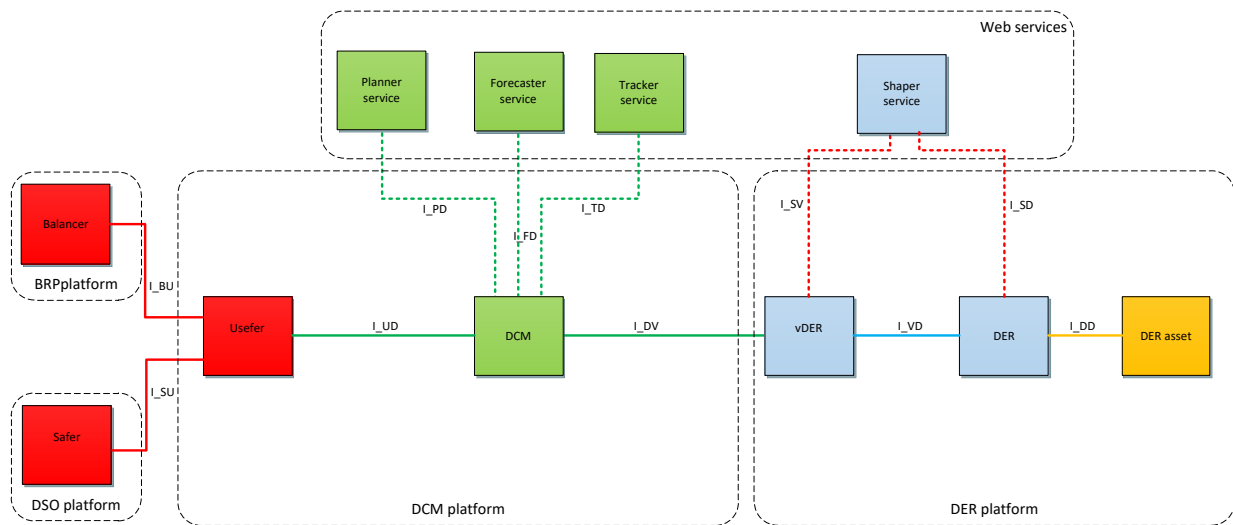 Web services
Planner
service
Forecaster
service
Tracker
service
Shaper
service
I_PD
I_FD
I_TD
I_SV
I_SD
Balancer
BRPplatform
I_BU
Usefer
I_UD
DCM
I_DV
vDER
I_VD
DER
I_DD
DER asset
I_SU
Safer
DSO platform
DCM platform
DER platform